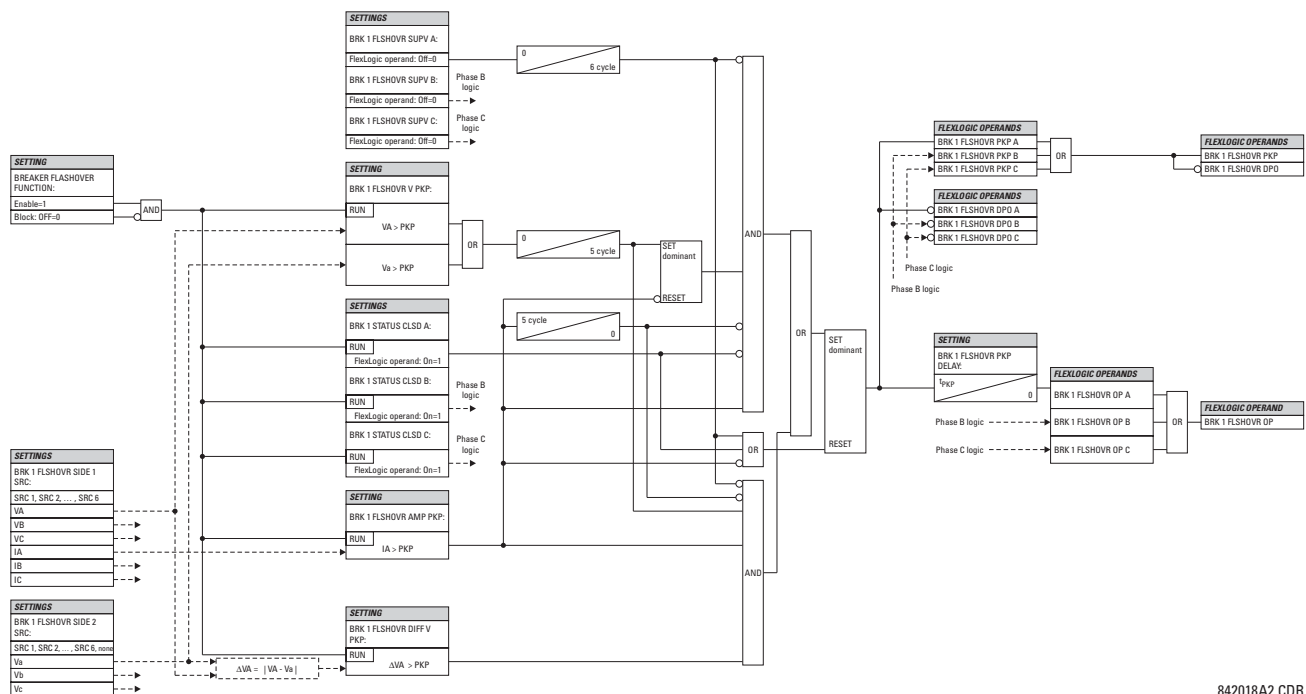 SETTINGS
BRK 1 FLSHOVR SUPV A:
FlexLogic operand: Off=0
BRK 1 FLSHOVR SUPV B:
FlexLogic operand: Off=0
BRK 1 FLSHOVR SUPV C:
FlexLogic operand: Off=0
Phase B
logic
Phase C
logic
0
6 cycle
SETTING
BREAKER FLASHOVER
FUNCTION:
Enable=1
Block: OFF=0
AND
SETTING
BRK 1 FLSHOVR V PKP:
RUN
VA > PKP
Va > PKP
OR
0
5 cycle
SET
dominant
RESET
SETTINGS
BRK 1 STATUS CLSD A:
RUN
FlexLogic operand: On=1
BRK 1 STATUS CLSD B:
RUN
FlexLogic operand: On=1
BRK 1 STATUS CLSD C:
RUN
FlexLogic operand: On=1
Phase B
logic
Phase C
logic
5 cycle
0
AND
OR
OR
AND
SET
dominant
RESET
SETTINGS
BRK 1 FLSHOVR SIDE 1
SRC:
SRC 1, SRC 2, ... , SRC 6
VA
VB
VC
IA
IB
IC
SETTING
BRK 1 FLSHOVR AMP PKP:
RUN
IA > PKP
SETTINGS
BRK 1 FLSHOVR SIDE 2
SRC:
SRC 1, SRC 2, ... , SRC 6, none
Va
Vb
Vc
ΔVA = | VA - Va |
SETTING
BRK 1 FLSHOVR DIFF V
PKP:
RUN
ΔVA > PKP
FLEXLOGIC OPERANDS
BRK 1 FLSHOVR PKP A
BRK 1 FLSHOVR PKP B
BRK 1 FLSHOVR PKP C
OR
FLEXLOGIC OPERANDS
BRK 1 FLSHOVR PKP
BRK 1 FLSHOVR DPO
FLEXLOGIC OPERANDS
BRK 1 FLSHOVR DPO A
BRK 1 FLSHOVR DPO B
BRK 1 FLSHOVR DPO C
Phase C logic
Phase B logic
SETTING
BRK 1 FLSHOVR PKP
DELAY:
tPKP
0
FLEXLOGIC OPERANDS
BRK 1 FLSHOVR OP A
BRK 1 FLSHOVR OP B
BRK 1 FLSHOVR OP C
Phase B logic
Phase C logic
OR
FLEXLOGIC OPERAND
BRK 1 FLSHOVR OP
842018A2.CDR